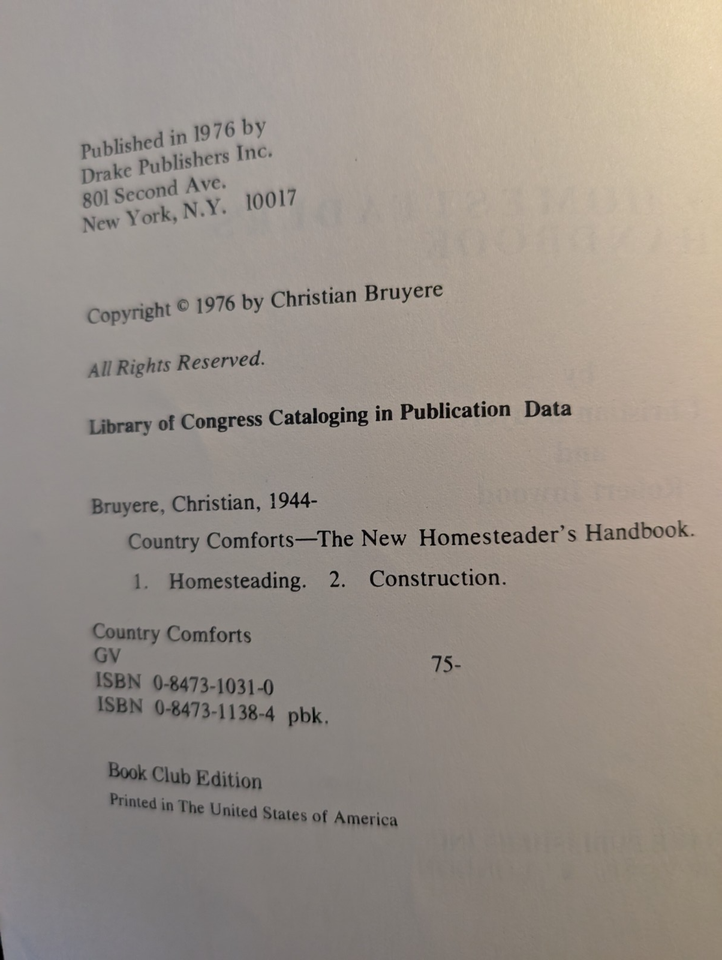 Published in 1976 by
Drake Publishers Inc.
801 Second Ave.
New York, N.Y. 10017
Copyright © 1976 by Christian Bruyere
All Rights Reserved.
Library of Congress Cataloging in Publication Data
Bruyere, Christian, 1944-
Country Comforts—The New Homesteader's Handbook.
1. Homesteading. 2. Construction.
Country Comforts
GV 75-
ISBN 0-8473-1031-0
ISBN 0-8473-1138-4 pbk.
Book Club Edition
Printed in The United States of America